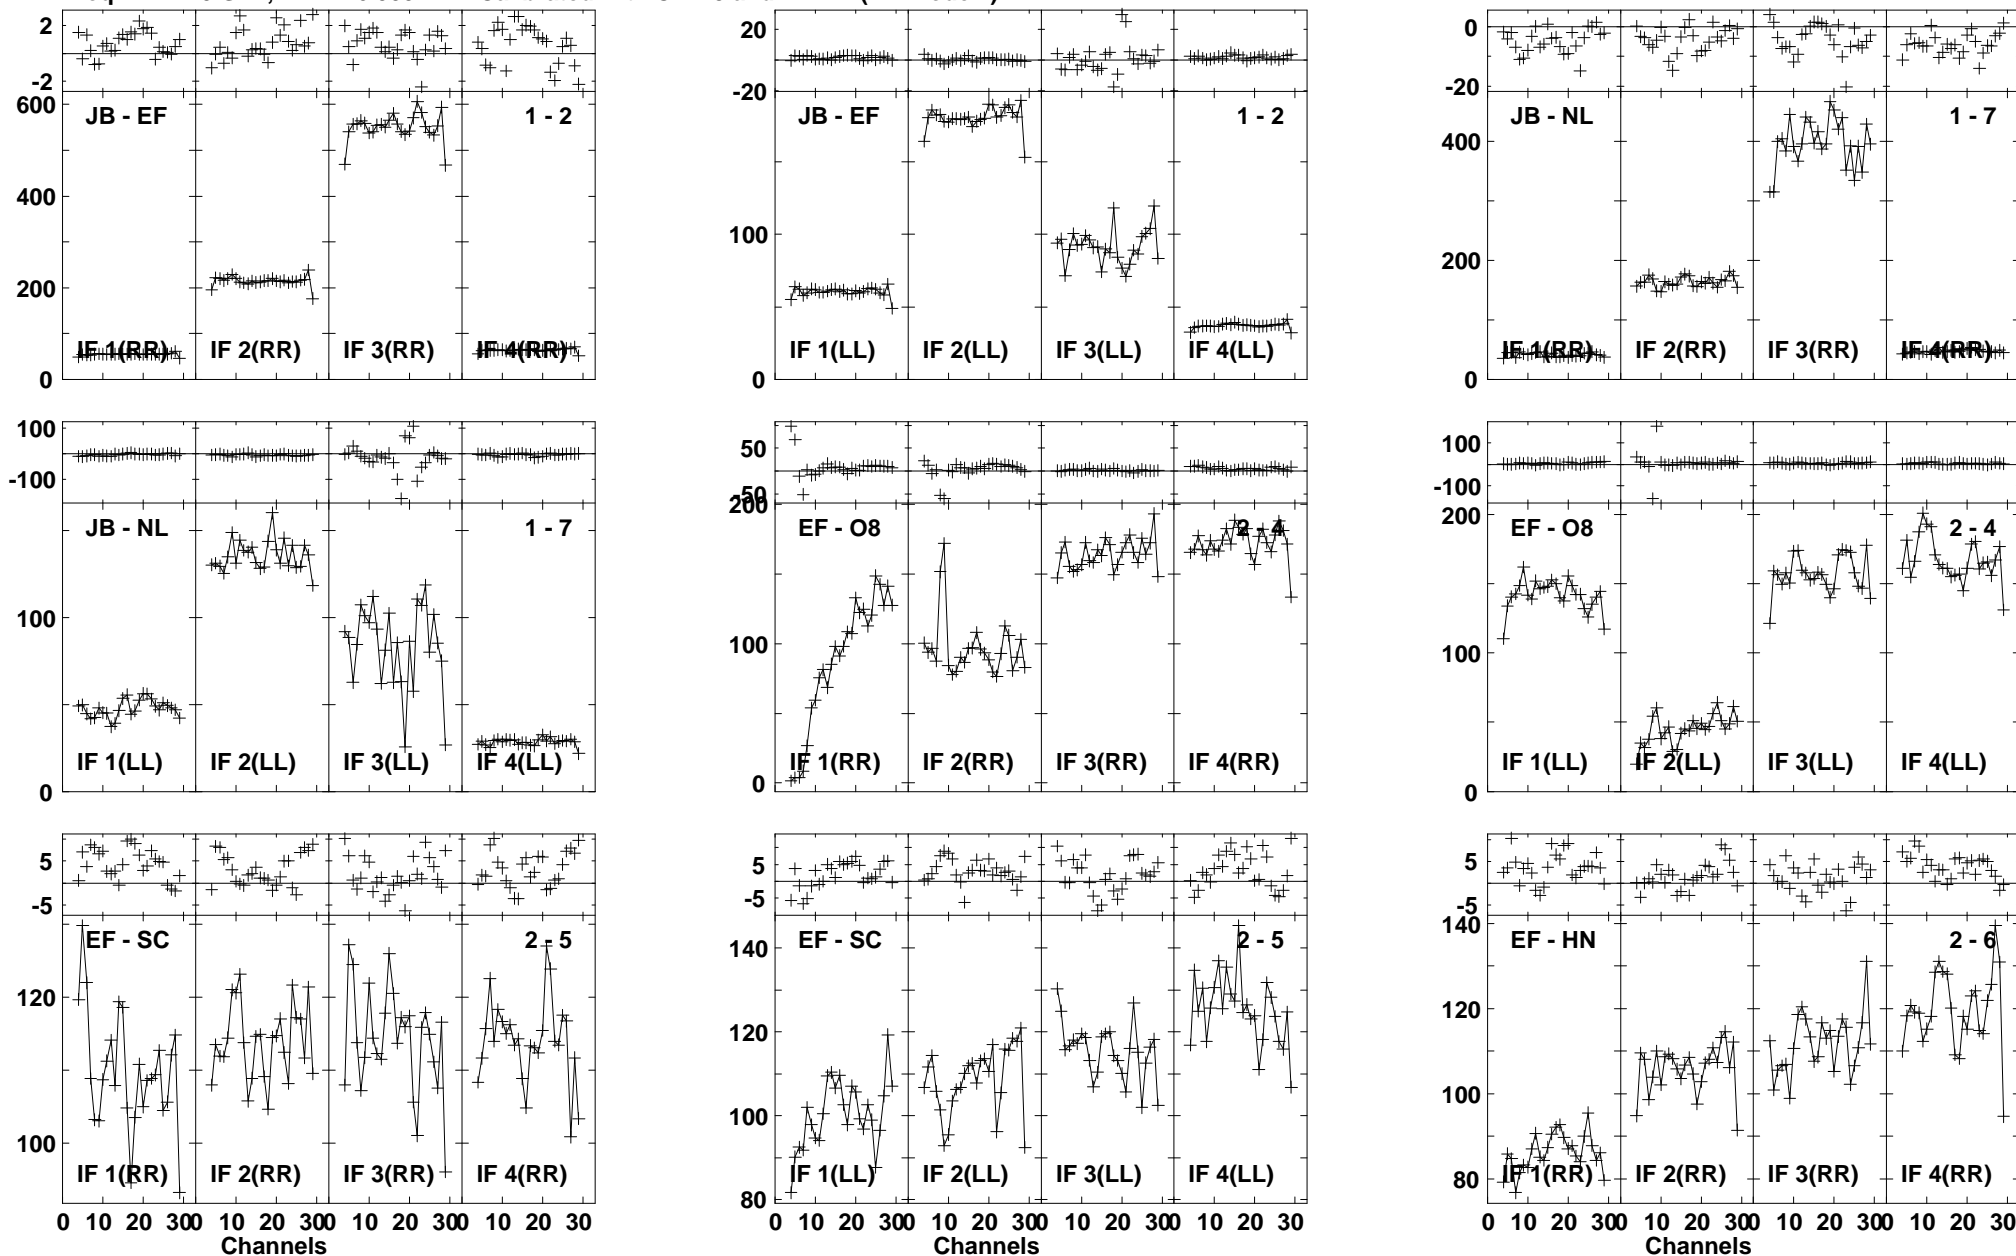 2
-2
600
400
200
0
JB - EF
1 - 2
IF 1(RR)
IF 2(RR)
IF 3(RR)
IF 4(RR)
20
0
-20
100
0
JB - EF
1 - 2
IF 1(LL)
IF 2(LL)
IF 3(LL)
IF 4(LL)
0
-20
400
200
0
JB - NL
1 - 7
IF 1(RR)
IF 2(RR)
IF 3(RR)
IF 4(RR)
100
-100
100
0
JB - NL
1 - 7
IF 1(LL)
IF 2(LL)
IF 3(LL)
IF 4(LL)
50
-50
200
100
0
EF - O8
2 - 4
IF 1(RR)
IF 2(RR)
IF 3(RR)
IF 4(RR)
100
-100
200
100
0
EF - O8
2 - 4
IF 1(LL)
IF 2(LL)
IF 3(LL)
IF 4(LL)
5
-5
120
100
EF - SC
2 - 5
IF 1(RR)
IF 2(RR)
IF 3(RR)
IF 4(RR)
0 10 20 30 0 10 20 30 0 10 20 30 0 10 20 30
Channels
5
-5
140
120
100
80
EF - SC
2 - 5
IF 1(LL)
IF 2(LL)
IF 3(LL)
IF 4(LL)
0 10 20 30 0 10 20 30 0 10 20 30 0 10 20 30
Channels
5
-5
140
120
100
80
EF - HN
2 - 6
IF 1(RR)
IF 2(RR)
IF 3(RR)
IF 4(RR)
0 10 20 30 0 10 20 30 0 10 20 30 0 10 20 30
Channels